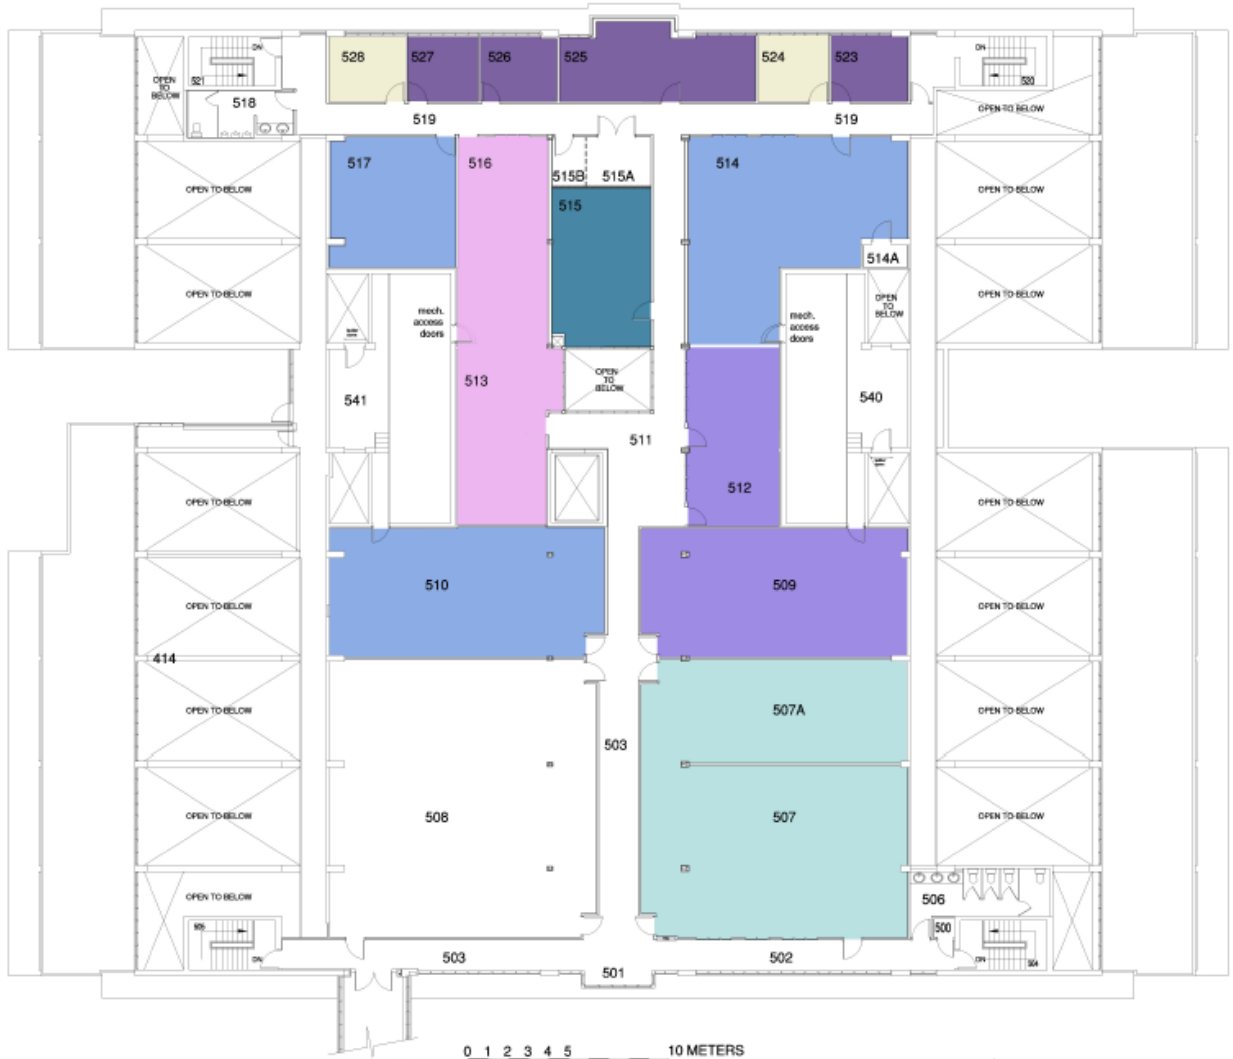 528
527
526
525
524
523
DN
521
OPEN
TO
BELOW
518
DN
520
OPEN TO BELOW
519
519
517
516
515B
515A
514
OPEN TO BELOW
OPEN TO BELOW
515
514A
OPEN TO BELOW
OPEN TO BELOW
mech.
access
doors
mech.
access
doors
OPEN
TO
BELOW
513
OPEN
TO
BELOW
541
540
511
512
OPEN TO BELOW
OPEN TO BELOW
510
509
OPEN TO BELOW
OPEN TO BELOW
414
507A
OPEN TO BELOW
OPEN TO BELOW
503
508
507
OPEN TO BELOW
OPEN TO BELOW
OPEN TO BELOW
506
505
500
504
DN
DN
503
502
501
0 1 2 3 4 5 10 METERS